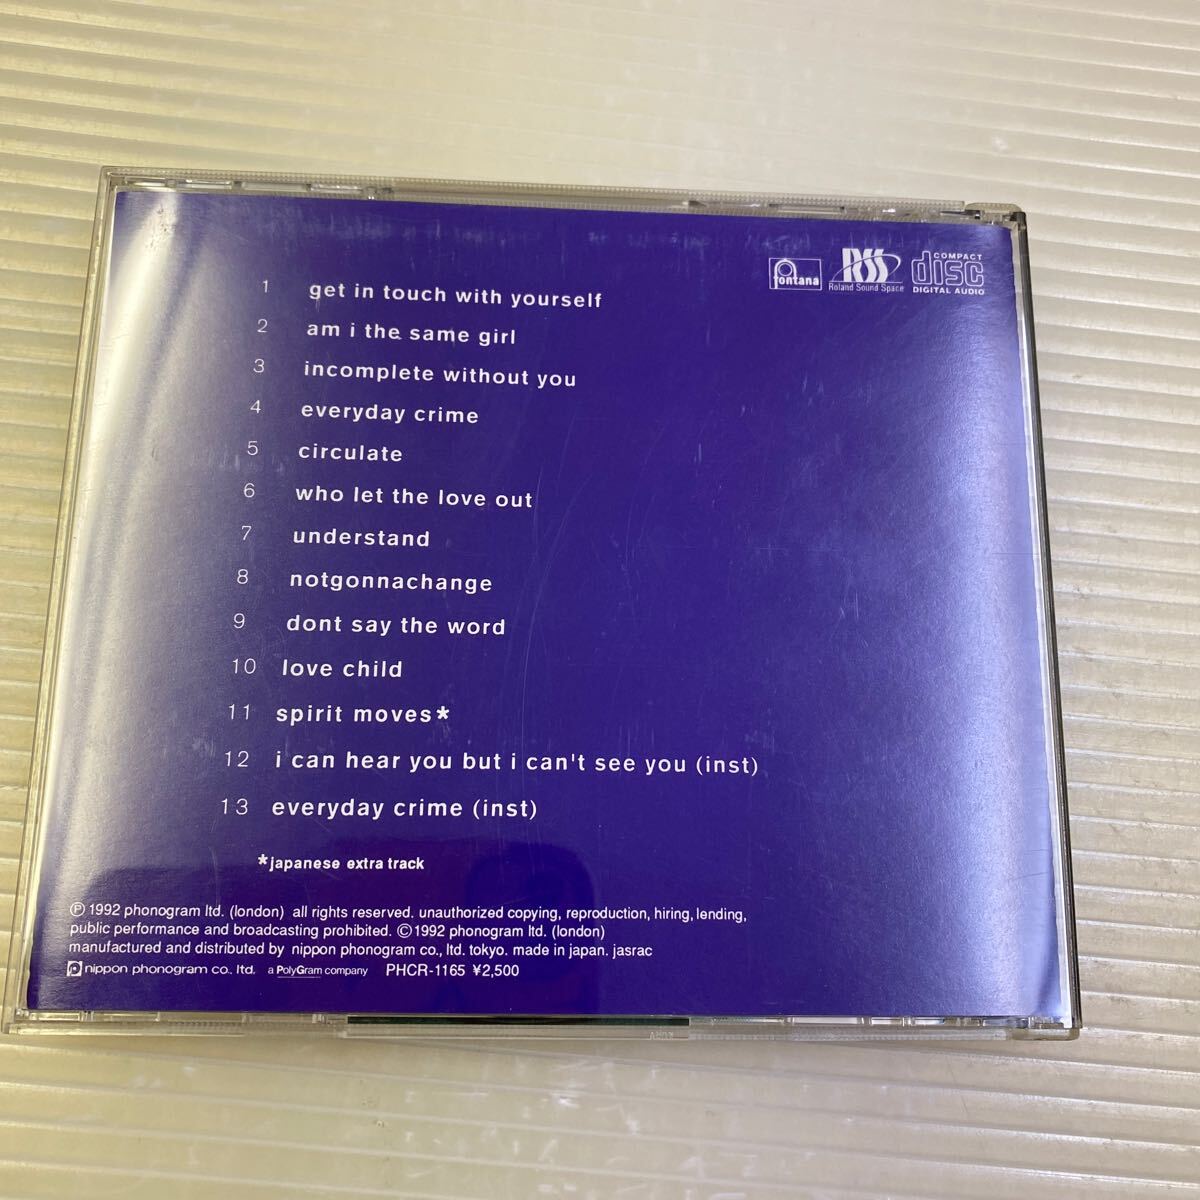 fontana
RSS
Roland Sound Space
COMPACT
disc
DIGITAL AUDIO
1 get in touch with yourself
2 am i the same girl
3 incomplete without you
4 everyday crime
5 circulate
6 who let the love out
7 understand
8 notgonnachange
9 dont say the word
10 love child
11 spirit moves*
12 i can hear you but i can't see you (inst)
13 everyday crime (inst)
*japanese extra track
Ⓟ 1992 phonogram ltd. (london) all rights reserved. unauthorized copying, reproduction, hiring, lending,
public performance and broadcasting prohibited. ©1992 phonogram ltd. (london)
manufactured and distributed by nippon phonogram co., ltd. tokyo. made in japan. jasrac
nippon phonogram co., ltd. a PolyGram company PHCR-1165 ¥2,500